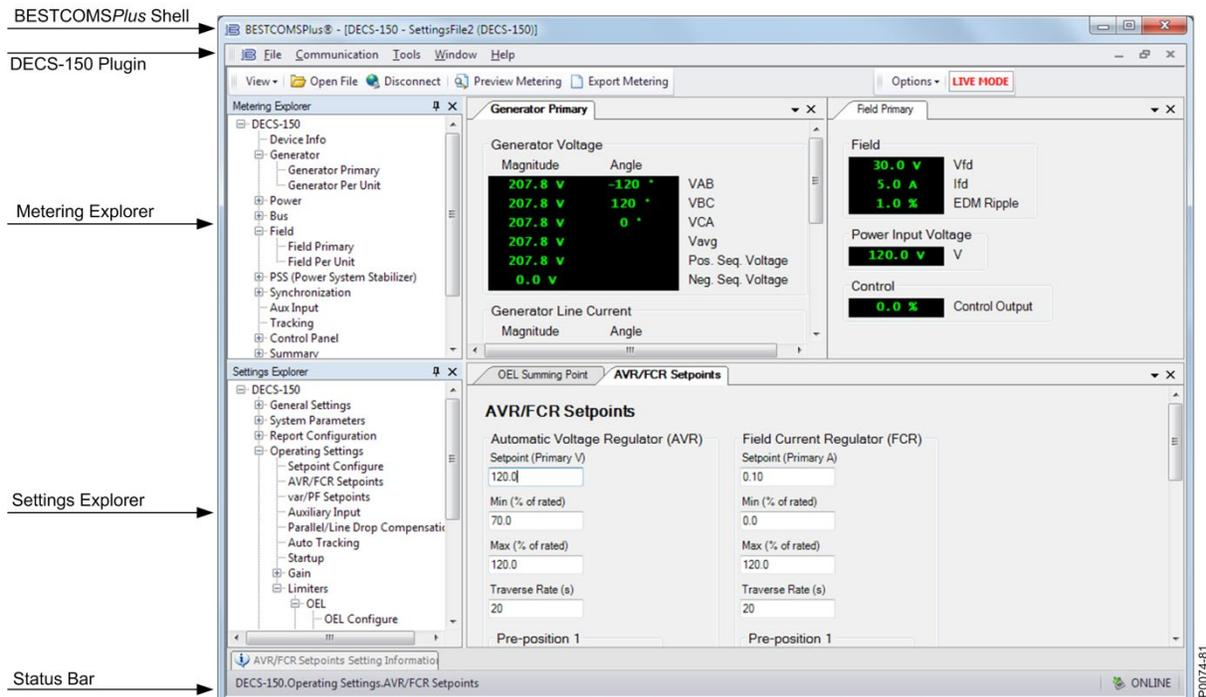 BESTCOMSPlus Shell
DECS-150 Plugin
Metering Explorer
Settings Explorer
Status Bar
BESTCOMSPlus® - [DECS-150 - SettingsFile2 (DECS-150)]
File Communication Tools Window Help
View Open File Disconnect Preview Metering Export Metering Options LIVE MODE
Metering Explorer
DECS-150
Device Info
Generator
Generator Primary
Generator Per Unit
Power
Bus
Field
Field Primary
Field Per Unit
PSS (Power System Stabilizer)
Synchronization
Aux Input
Tracking
Control Panel
Summary
Generator Primary
Generator Voltage
Magnitude Angle
207.8 V -120 ° VAB
207.8 V 120 ° VBC
207.8 V 0 ° VCA
207.8 V Vavg
207.8 V Pos. Seq. Voltage
0.0 V Neg. Seq. Voltage
Generator Line Current
Magnitude Angle
Field Primary
Field
30.0 V Vfd
5.0 A Ifd
1.0 % EDM Ripple
Power Input Voltage
120.0 V V
Control
0.0 % Control Output
Settings Explorer
DECS-150
General Settings
System Parameters
Report Configuration
Operating Settings
Setpoint Configure
AVR/FCR Setpoints
var/PF Setpoints
Auxiliary Input
Parallel/Line Drop Compensatic
Auto Tracking
Startup
Gain
Limiters
OEL
OEL Configure
OEL Summing Point AVR/FCR Setpoints
AVR/FCR Setpoints
Automatic Voltage Regulator (AVR)
Setpoint (Primary V)
120.0
Min (% of rated)
70.0
Max (% of rated)
120.0
Traverse Rate (s)
20
Pre-position 1
Field Current Regulator (FCR)
Setpoint (Primary A)
0.10
Min (% of rated)
0.0
Max (% of rated)
120.0
Traverse Rate (s)
20
Pre-position 1
AVR/FCR Setpoints Setting Information
DECS-150.Operating Settings.AVR/FCR Setpoints ONLINE
P0074-81